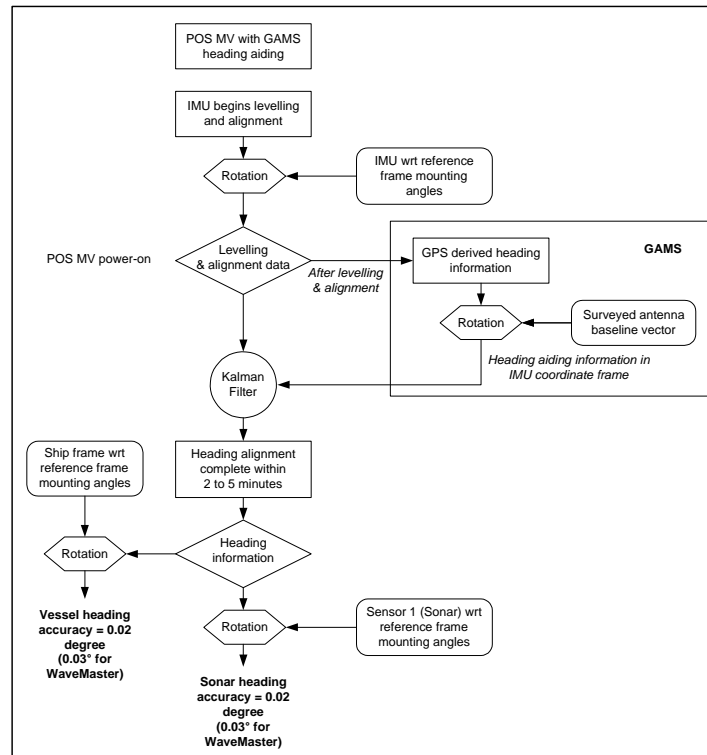 POS MV with GAMS
heading aiding
IMU begins levelling
and alignment
Rotation
IMU wrt reference
frame mounting
angles
POS MV power-on
Levelling
& alignment data
After levelling
& alignment
GAMS
GPS derived heading
information
Rotation
Surveyed antenna
baseline vector
Heading aiding information in
IMU coordinate frame
Kalman
Filter
Ship frame wrt
reference frame
mounting angles
Heading alignment
complete within
2 to 5 minutes
Rotation
Heading
information
Vessel heading
accuracy = 0.02
degree
(0.03° for
WaveMaster)
Rotation
Sensor 1 (Sonar) wrt
reference frame
mounting angles
Sonar heading
accuracy = 0.02
degree
(0.03° for
WaveMaster)